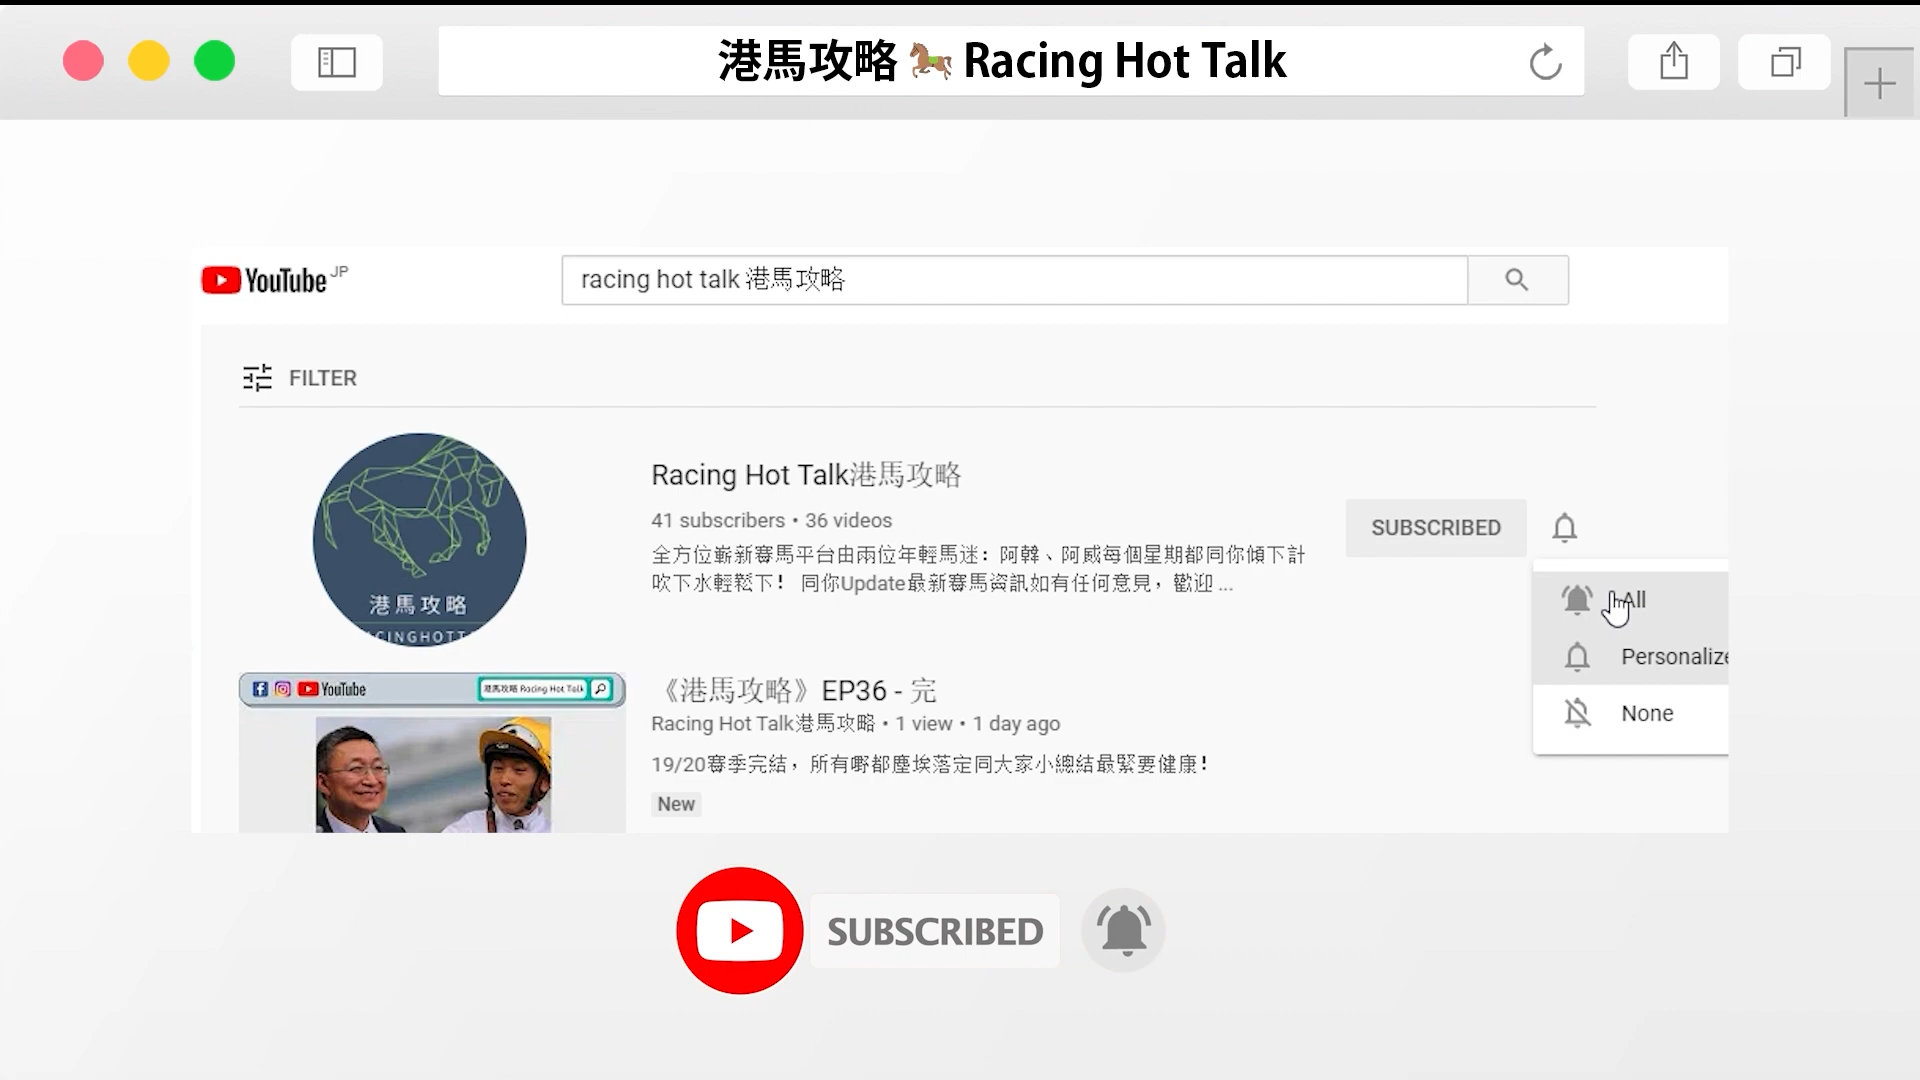 港馬攻略 Racing Hot Talk
YouTube JP
racing hot talk 港馬攻略
FILTER
港馬攻略
Racing Hot Talk港馬攻略
41 subscribers • 36 videos
全方位嶄新賽馬平台由兩位年輕馬迷：阿韓、阿威每個星期都同你傾下計
吹下水輕鬆下！ 同你Update最新賽馬資訊如有任何意見，歡迎 ...
SUBSCRIBED
All
Personalize
None
YouTube
港馬攻略 Racing Hot Talk
《港馬攻略》EP36 - 完
Racing Hot Talk港馬攻略 • 1 view • 1 day ago
19/20賽季完結，所有嘢都塵埃落定同大家小總結最緊要健康！
New
SUBSCRIBED